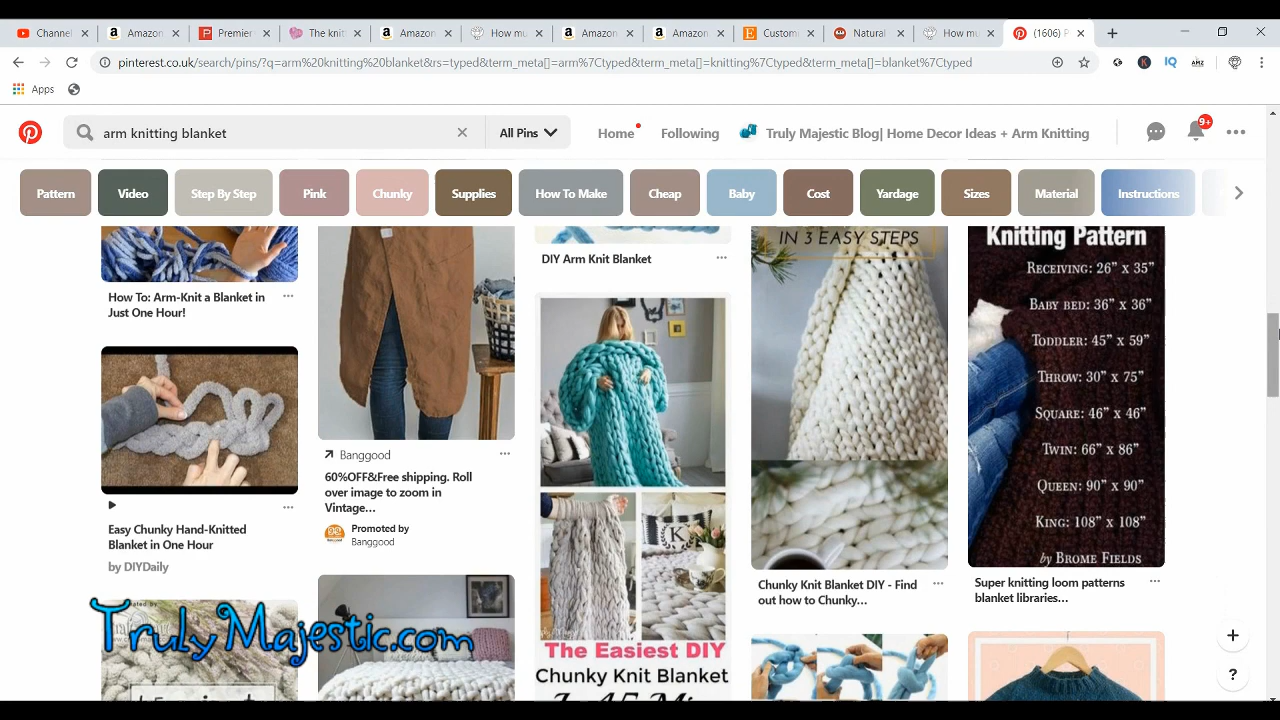 Channel
Amazon
Premier
The knit
Amazon
How mu
Amazon
Amazon
Custom
Natural
How mu
(1606) P
pinterest.co.uk/search/pins/?q=arm%20knitting%20blanket&rs=typed&term_meta[]=arm%7Ctyped&term_meta[]=knitting%7Ctyped&term_meta[]=blanket%7Ctyped
Apps
arm knitting blanket
All Pins
Home
Following
Truly Majestic Blog| Home Decor Ideas + Arm Knitting
9+
Pattern
Video
Step By Step
Pink
Chunky
Supplies
How To Make
Cheap
Baby
Cost
Yardage
Sizes
Material
Instructions
How To: Arm-Knit a Blanket in
Just One Hour!
Easy Chunky Hand-Knitted
Blanket in One Hour
by DIYDaily
Banggood
60%OFF&Free shipping. Roll
over image to zoom in
Vintage...
Promoted by
Banggood
DIY Arm Knit Blanket
The Easiest DIY
Chunky Knit Blanket
IN 3 EASY STEPS
Chunky Knit Blanket DIY - Find
out how to Chunky...
Knitting Pattern
RECEIVING: 26” X 35”
BABY BED: 36” X 36”
TODDLER: 45” X 59”
THROW: 30” X 75”
SQUARE: 46” X 46”
TWIN: 66” X 86”
QUEEN: 90” X 90”
KING: 108” X 108”
by BROME FIELDS
Super knitting loom patterns
blanket libraries...
TrulyMajestic.com